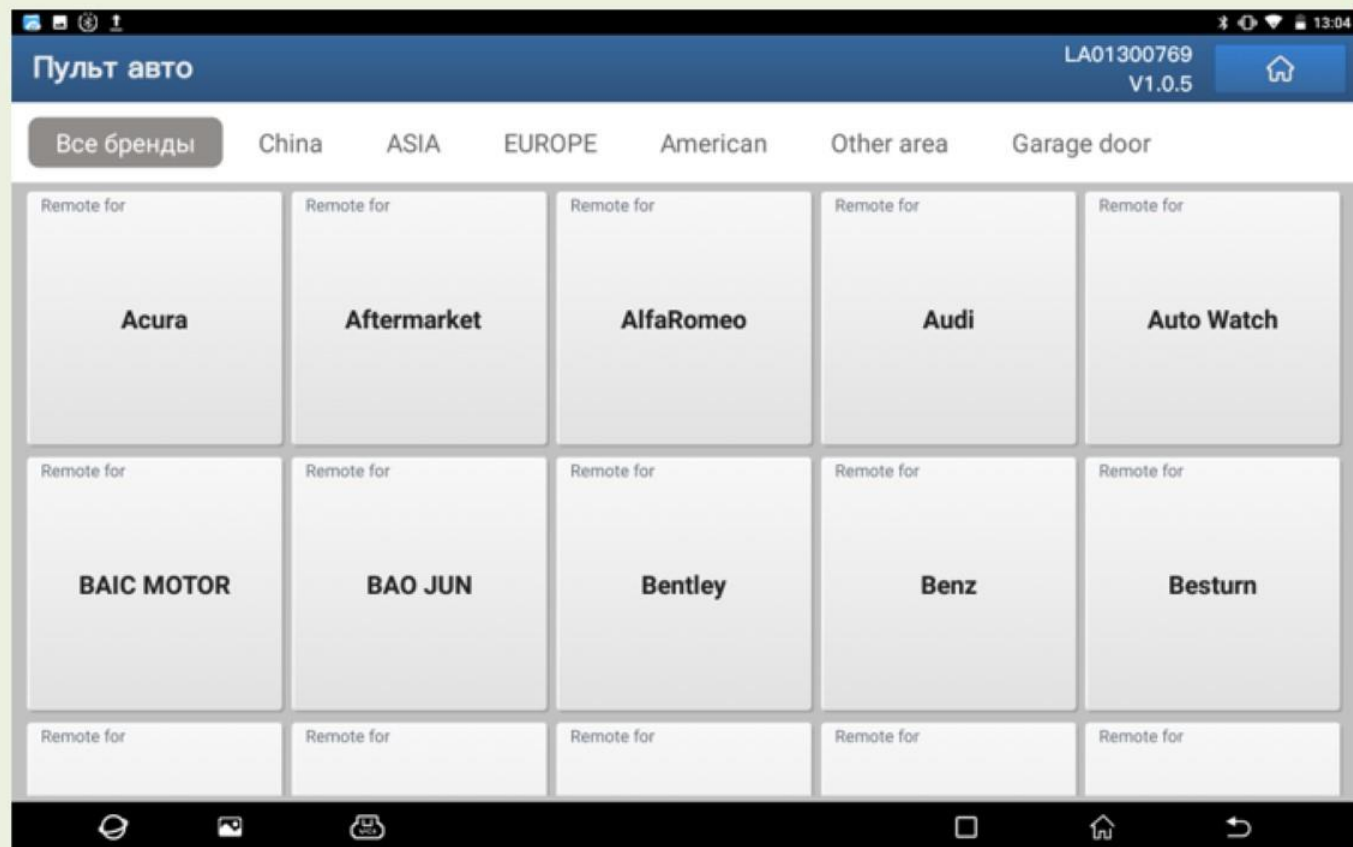 13:04
Пульт авто
LA01300769
V1.0.5
Все бренды China ASIA EUROPE American Other area Garage door
Remote for Remote for Remote for Remote for Remote for
Acura Aftermarket AlfaRomeo Audi Auto Watch
Remote for Remote for Remote for Remote for Remote for
BAIC MOTOR BAO JUN Bentley Benz Besturn
Remote for Remote for Remote for Remote for Remote for